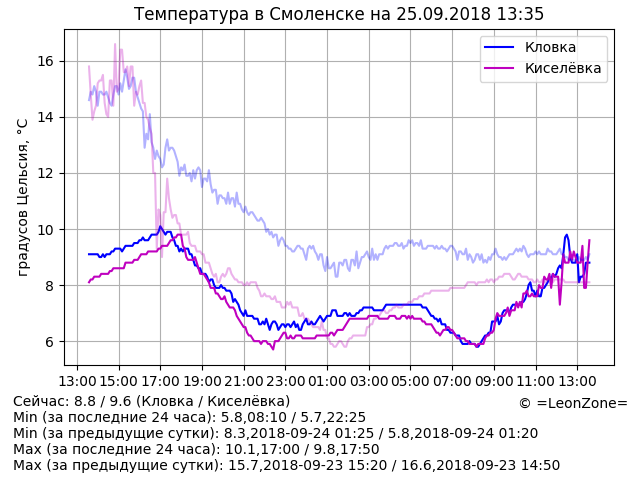 Температура в Смоленске на 25.09.2018 13:35
Кловка
Киселёвка
градусов Цельсия, °C
16
14
12
10
8
6
13:00 15:00 17:00 19:00 21:00 23:00 01:00 03:00 05:00 07:00 09:00 11:00 13:00
Сейчас: 8.8 / 9.6 (Кловка / Киселёвка)
© =LeonZone=
Min (за последние 24 часа): 5.8,08:10 / 5.7,22:25
Min (за предыдущие сутки): 8.3,2018-09-24 01:25 / 5.8,2018-09-24 01:20
Max (за последние 24 часа): 10.1,17:00 / 9.8,17:50
Max (за предыдущие сутки): 15.7,2018-09-23 15:20 / 16.6,2018-09-23 14:50